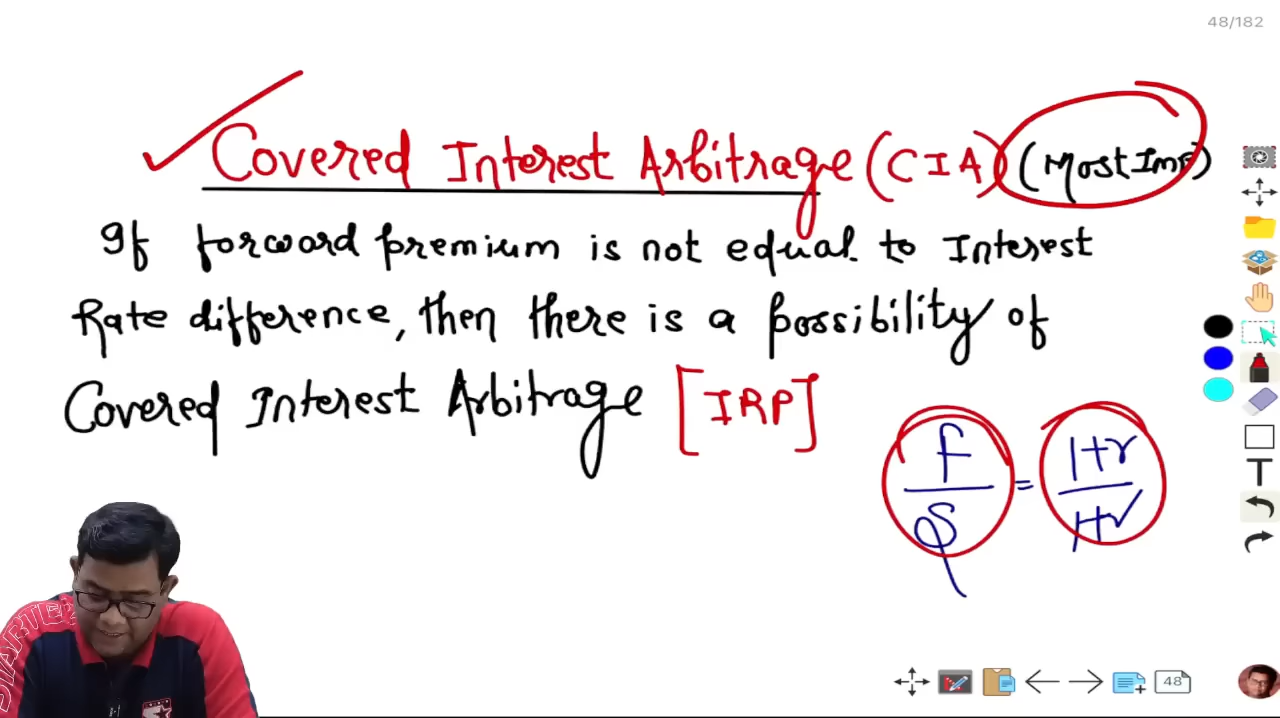 48/182
Covered Interest Arbitrage (CIA) (Most Imp)
If forward premium is not equal to Interest
Rate difference, then there is a possibility of
Covered Interest Arbitrage [IRP]
F/S = 1+r/1+r
T
48